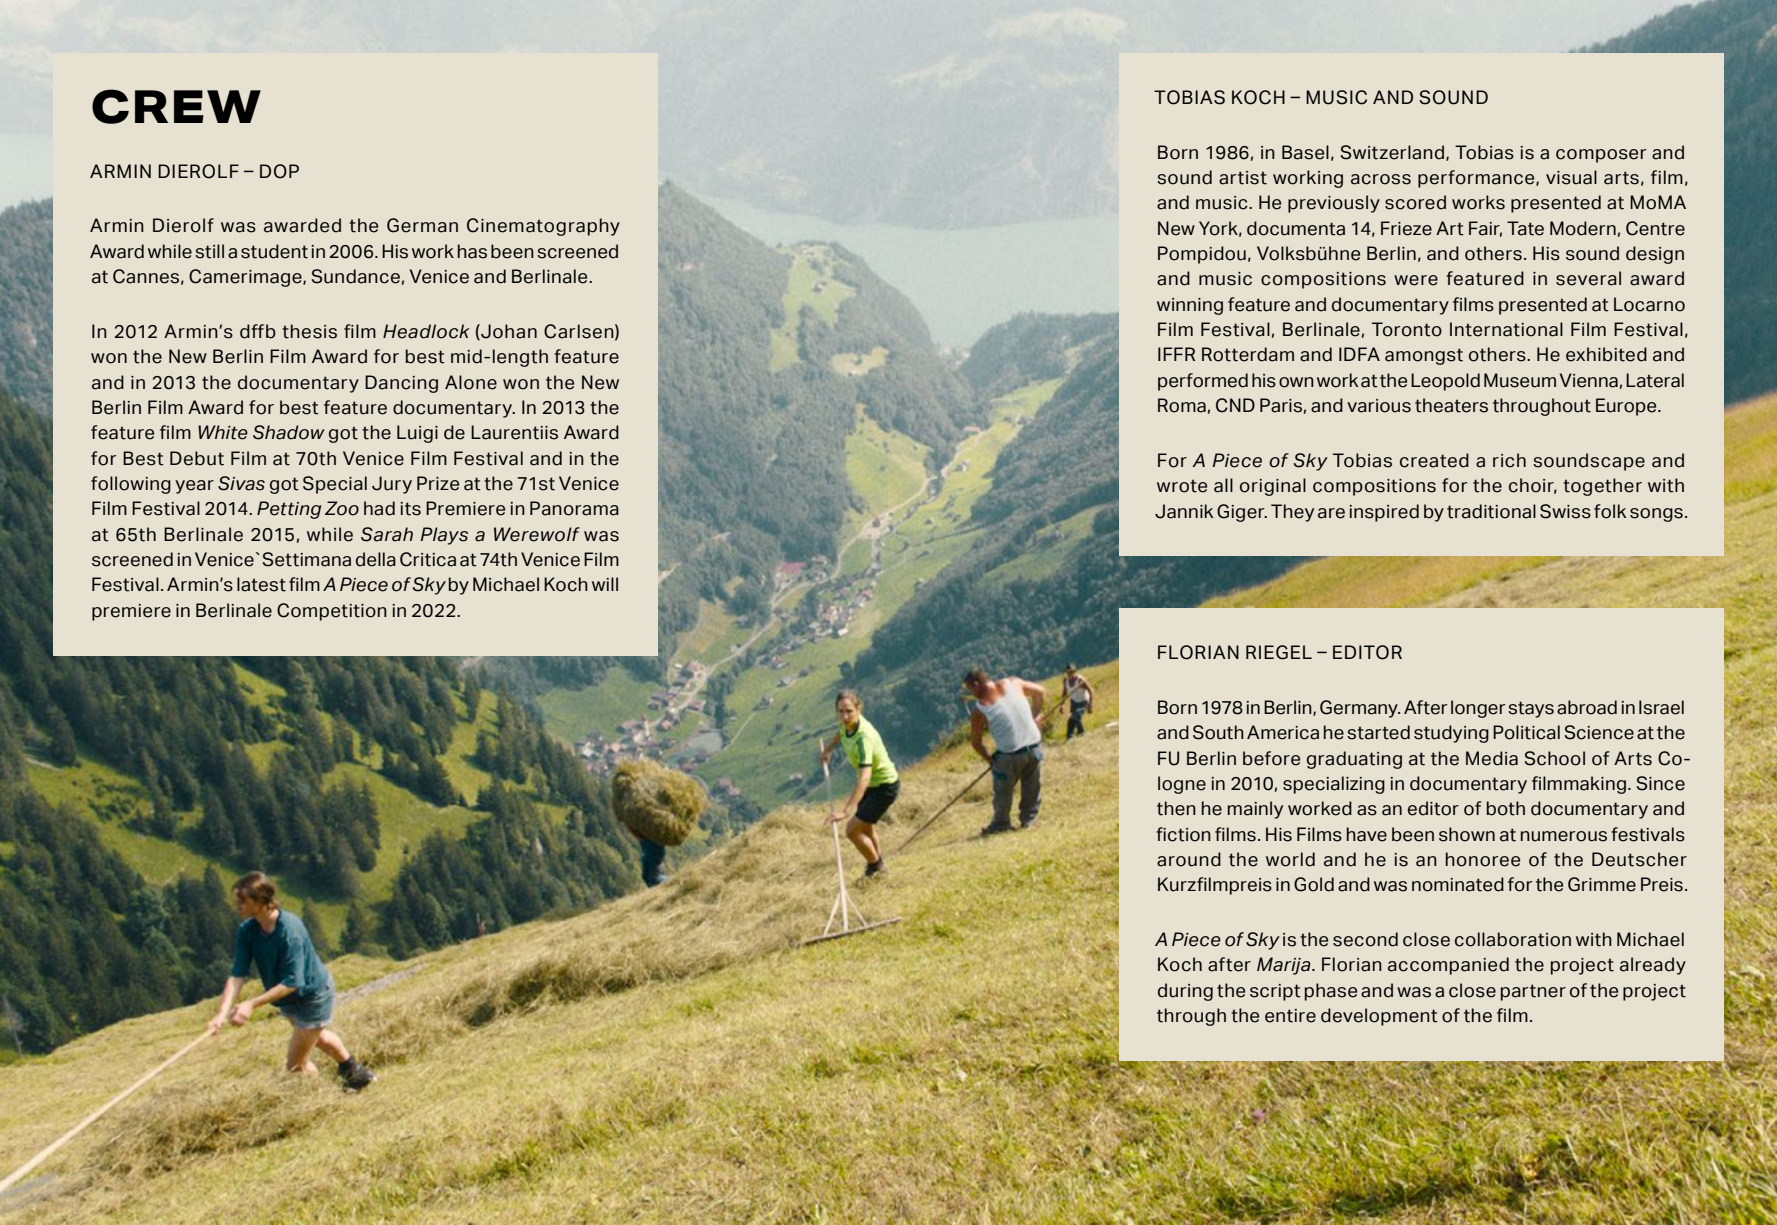 CREW
ARMIN DIEROLF – DOP
Armin Dierolf was awarded the German Cinematography
Award while still a student in 2006. His work has been screened
at Cannes, Camerimage, Sundance, Venice and Berlinale.
In 2012 Armin's dffb thesis film Headlock (Johan Carlsen)
won the New Berlin Film Award for best mid-length feature
and in 2013 the documentary Dancing Alone won the New
Berlin Film Award for best feature documentary. In 2013 the
feature film White Shadow got the Luigi de Laurentiis Award
for Best Debut Film at 70th Venice Film Festival and in the
following year Sivas got Special Jury Prize at the 71st Venice
Film Festival 2014. Petting Zoo had its Premiere in Panorama
at 65th Berlinale 2015, while Sarah Plays a Werewolf was
screened in Venice`Settimana della Critica at 74th Venice Film
Festival. Armin's latest film A Piece of Sky by Michael Koch will
premiere in Berlinale Competition in 2022.
TOBIAS KOCH – MUSIC AND SOUND
Born 1986, in Basel, Switzerland, Tobias is a composer and
sound artist working across performance, visual arts, film,
and music. He previously scored works presented at MoMA
New York, documenta 14, Frieze Art Fair, Tate Modern, Centre
Pompidou, Volksbühne Berlin, and others. His sound design
and music compositions were featured in several award
winning feature and documentary films presented at Locarno
Film Festival, Berlinale, Toronto International Film Festival,
IFFR Rotterdam and IDFA amongst others. He exhibited and
performed his own work at the Leopold Museum Vienna, Lateral
Roma, CND Paris, and various theaters throughout Europe.
For A Piece of Sky Tobias created a rich soundscape and
wrote all original compositions for the choir, together with
Jannik Giger. They are inspired by traditional Swiss folk songs.
FLORIAN RIEGEL – EDITOR
Born 1978 in Berlin, Germany. After longer stays abroad in Israel
and South America he started studying Political Science at the
FU Berlin before graduating at the Media School of Arts Co-
logne in 2010, specializing in documentary filmmaking. Since
then he mainly worked as an editor of both documentary and
fiction films. His Films have been shown at numerous festivals
around the world and he is an honoree of the Deutscher
Kurzfilmpreis in Gold and was nominated for the Grimme Preis.
A Piece of Sky is the second close collaboration with Michael
Koch after Marija. Florian accompanied the project already
during the script phase and was a close partner of the project
through the entire development of the film.